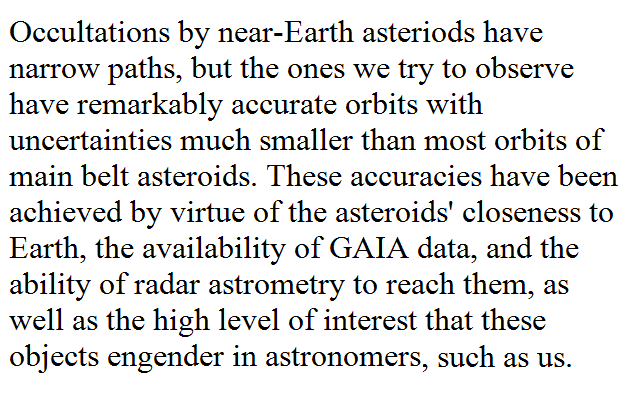 Occultations by near-Earth asteriods have
narrow paths, but the ones we try to observe
have remarkably accurate orbits with
uncertainties much smaller than most orbits of
main belt asteroids. These accuracies have been
achieved by virtue of the asteroids' closeness to
Earth, the availability of GAIA data, and the
ability of radar astrometry to reach them, as
well as the high level of interest that these
objects engender in astronomers, such as us.